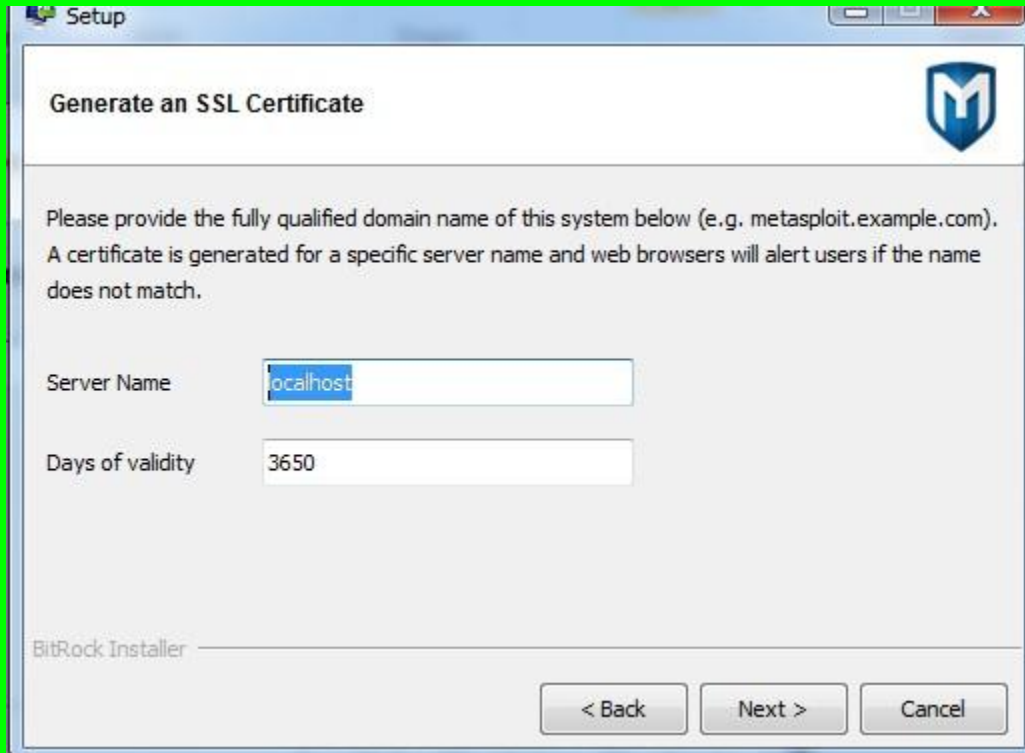 Setup
Generate an SSL Certificate
Please provide the fully qualified domain name of this system below (e.g. metasploit.example.com).
A certificate is generated for a specific server name and web browsers will alert users if the name
does not match.
Server Name
localhost
Days of validity
3650
BitRock Installer
< Back
Next >
Cancel